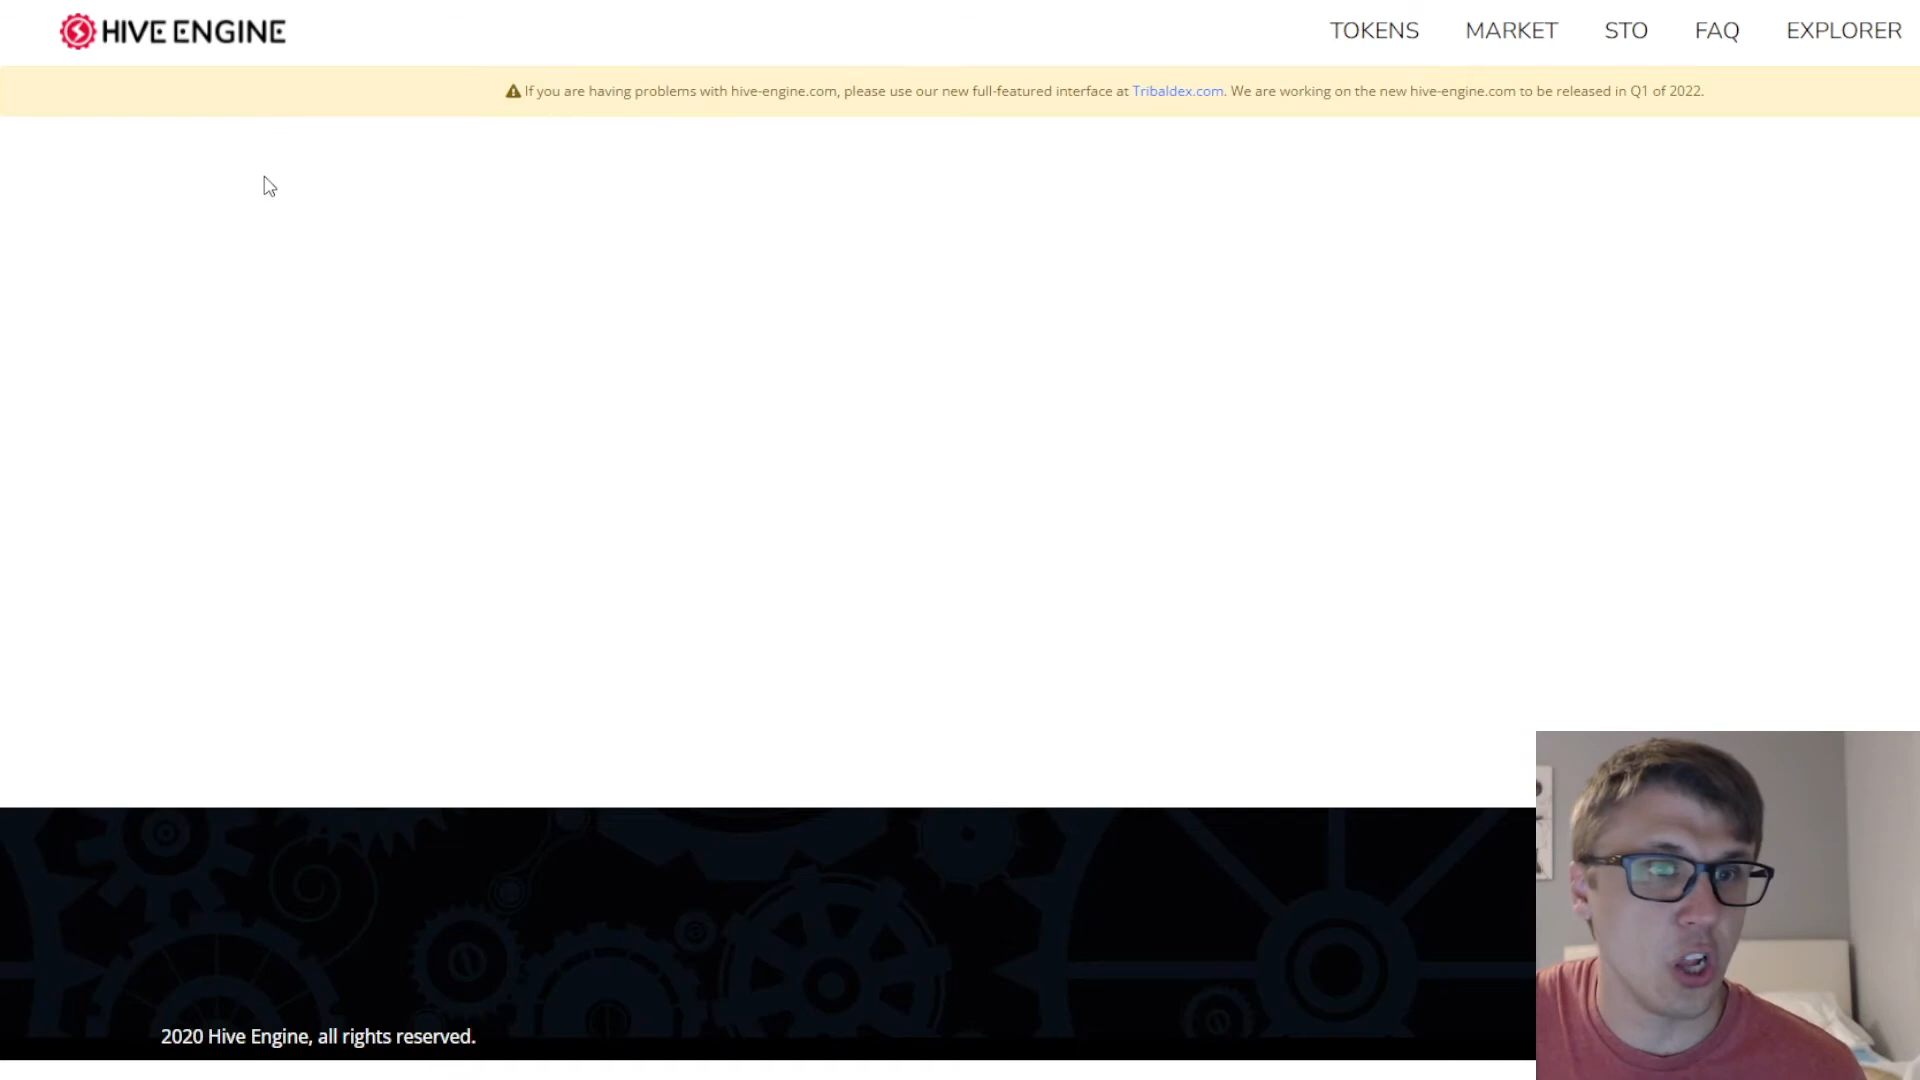 HIVE ENGINE
TOKENS MARKET STO FAQ EXPLORER
If you are having problems with hive-engine.com, please use our new full-featured interface at Tribaldex.com. We are working on the new hive-engine.com to be released in Q1 of 2022.
2020 Hive Engine, all rights reserved.